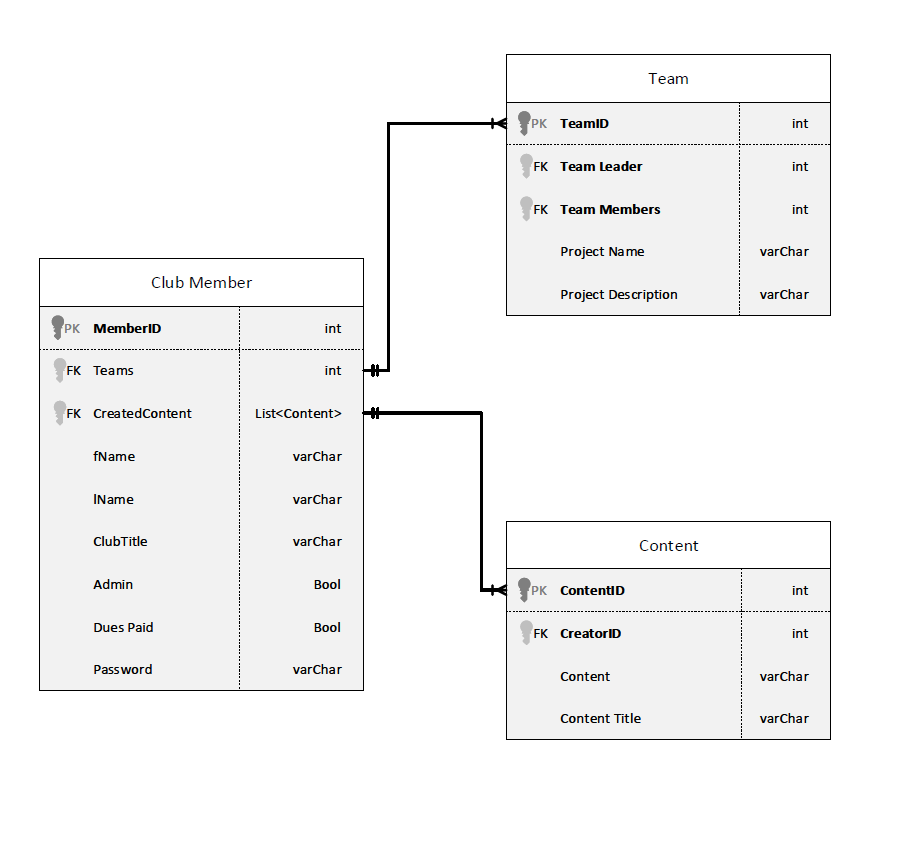 Team
PK TeamID int
FK Team Leader int
FK Team Members int
Project Name varChar
Project Description varChar
Club Member
PK MemberID int
FK Teams int
FK CreatedContent List<Content>
fName varChar
lName varChar
ClubTitle varChar
Admin Bool
Dues Paid Bool
Password varChar
Content
PK ContentID int
FK CreatorID int
Content varChar
Content Title varChar